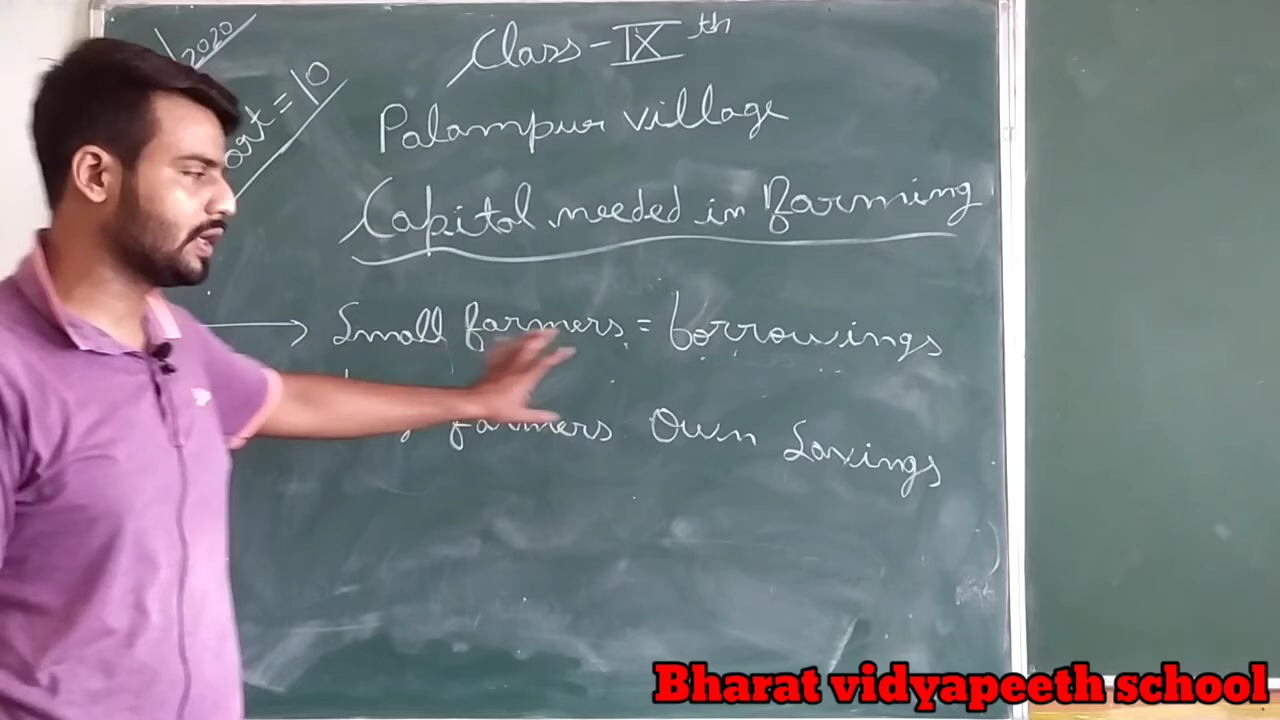 2020
= 10
Class - IX th
Palampur village
Capital needed in farming
Small farmers = borrowings
farmers Own Savings
Bharat vidyapeeth school